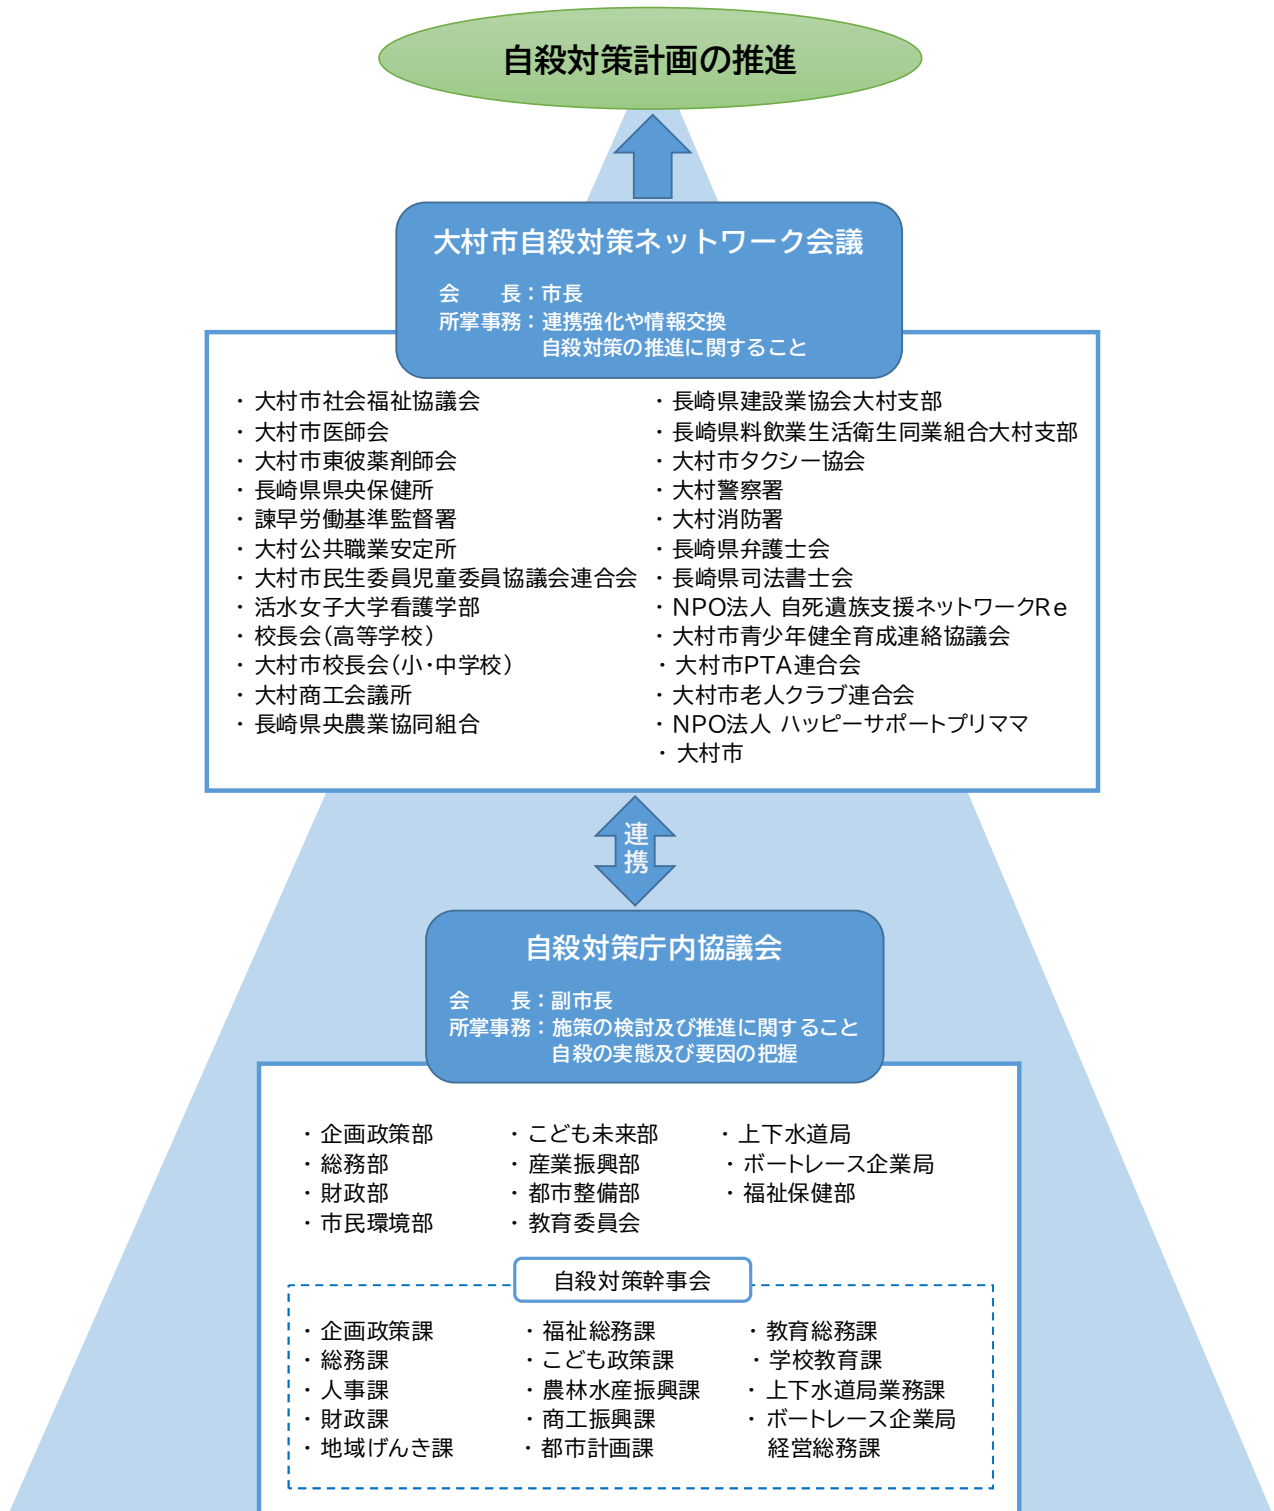 自殺対策計画の推進
大村市自殺対策ネットワーク会議
会　　長：市長
所掌事務：連携強化や情報交換
自殺対策の推進に関すること
・大村市社会福祉協議会
・大村市医師会
・大村市東彼薬剤師会
・長崎県県央保健所
・諫早労働基準監督署
・大村公共職業安定所
・大村市民生委員児童委員協議会連合会
・活水女子大学看護学部
・校長会（高等学校）
・大村市校長会（小・中学校）
・大村商工会議所
・長崎県央農業協同組合
・長崎県建設業協会大村支部
・長崎県料飲業生活衛生同業組合大村支部
・大村市タクシー協会
・大村警察署
・大村消防署
・長崎県弁護士会
・長崎県司法書士会
・NPO法人 自死遺族支援ネットワークRe
・大村市青少年健全育成連絡協議会
・大村市PTA連合会
・大村市老人クラブ連合会
・NPO法人 ハッピーサポートプリママ
・大村市
連携
自殺対策庁内協議会
会　　長：副市長
所掌事務：施策の検討及び推進に関すること
自殺の実態及び要因の把握
・企画政策部
・総務部
・財政部
・市民環境部
・こども未来部
・産業振興部
・都市整備部
・教育委員会
・上下水道局
・ボートレース企業局
・福祉保健部
自殺対策幹事会
・企画政策課
・総務課
・人事課
・財政課
・地域げんき課
・福祉総務課
・こども政策課
・農林水産振興課
・商工振興課
・都市計画課
・教育総務課
・学校教育課
・上下水道局業務課
・ボートレース企業局
経営総務課